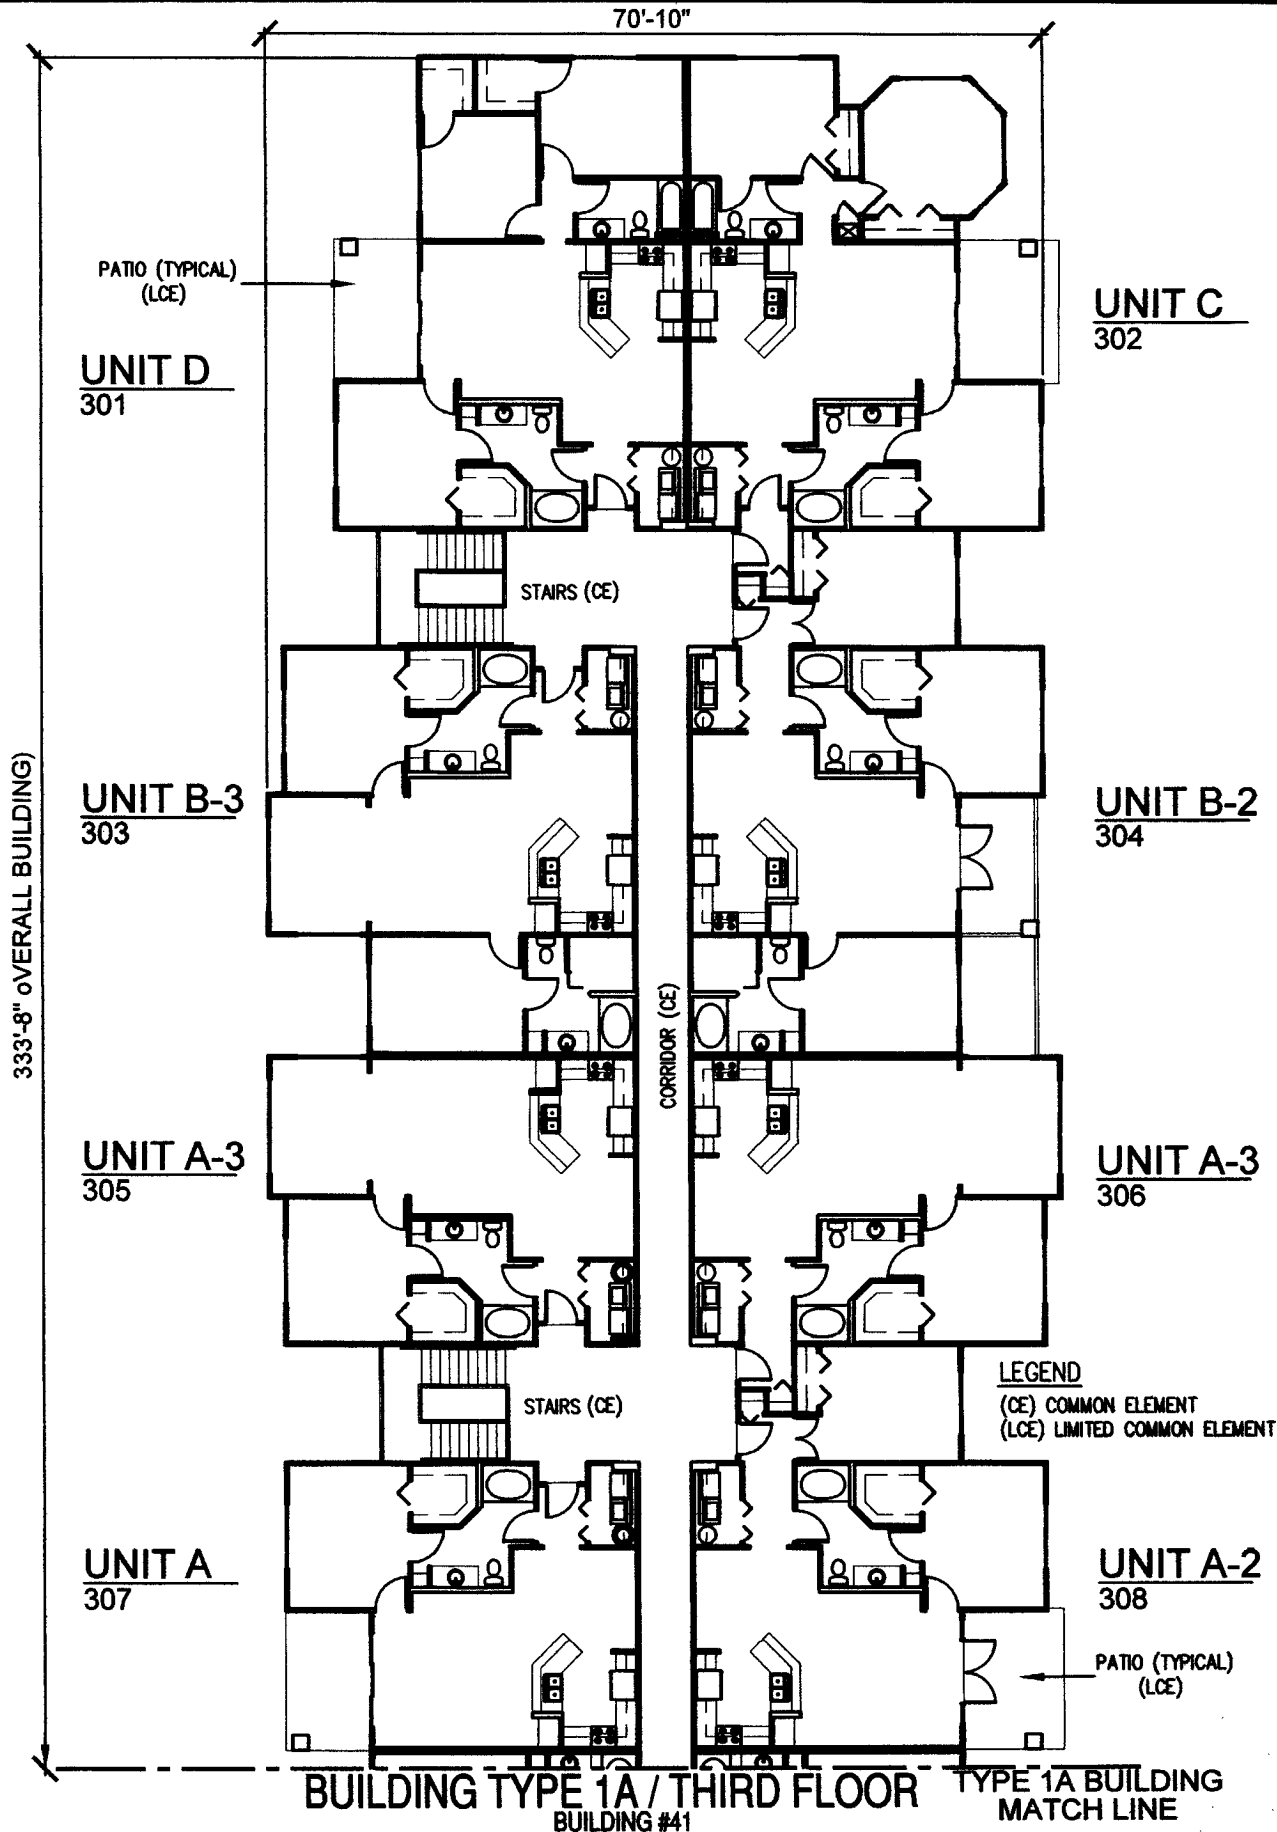 70'-10"
PATIO (TYPICAL)
(LCE)
UNIT C
302
UNIT D
301
STAIRS (CE)
333'-8" oVERALL BUILDING)
UNIT B-3
303
UNIT B-2
304
CORRIDOR (CE)
UNIT A-3
305
UNIT A-3
306
STAIRS (CE)
LEGEND
(CE) COMMON ELEMENT
(LCE) LIMITED COMMON ELEMENT
UNIT A
307
UNIT A-2
308
PATIO (TYPICAL)
(LCE)
BUILDING TYPE 1A / THIRD FLOOR
BUILDING #41
TYPE 1A BUILDING
MATCH LINE